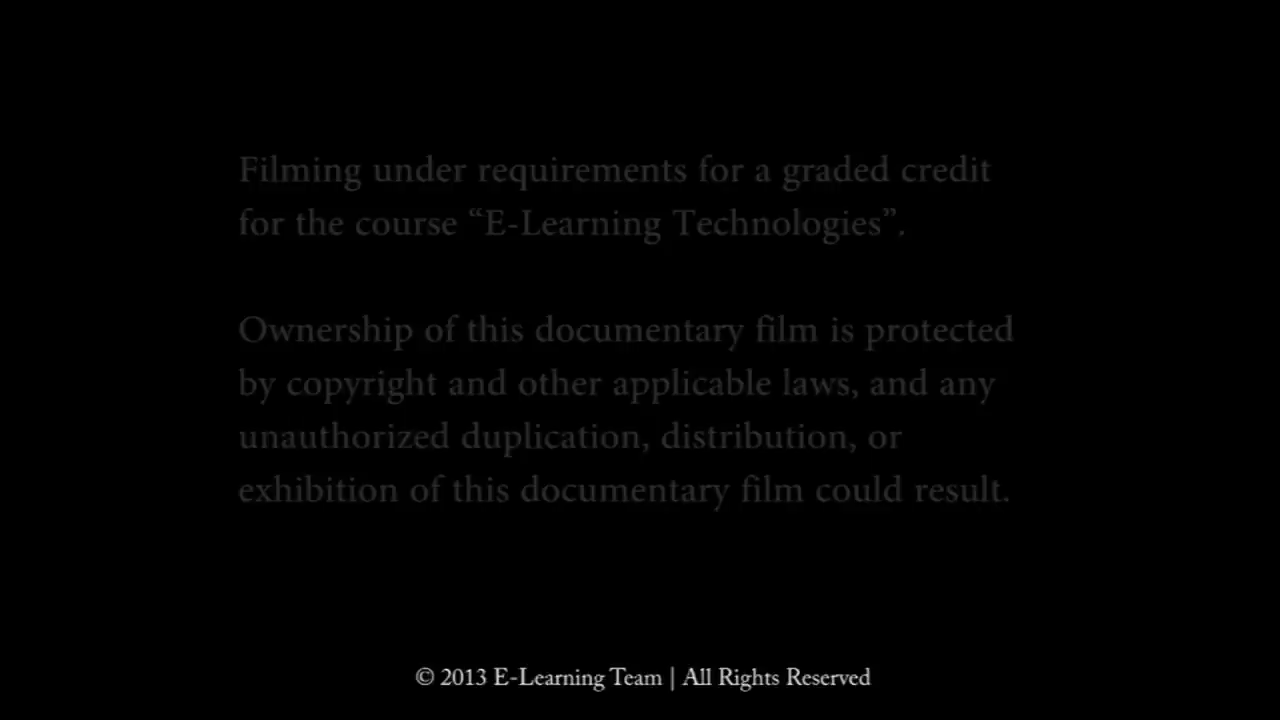 Filming under requirements for a graded credit
for the course “E-Learning Technologies”.
Ownership of this documentary film is protected
by copyright and other applicable laws, and any
unauthorized duplication, distribution, or
exhibition of this documentary film could result.
© 2013 E-Learning Team | All Rights Reserved